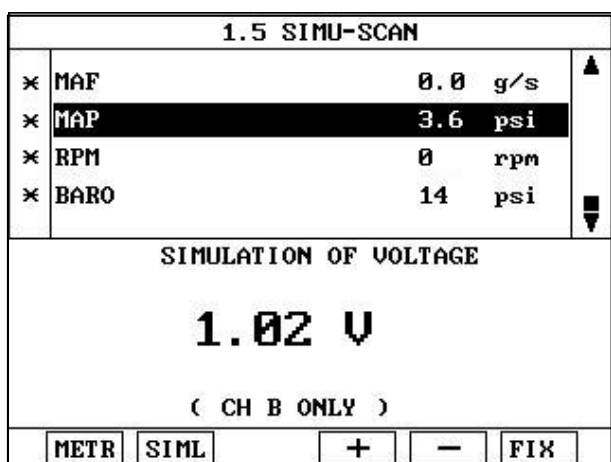 1.5 SIMU-SCAN
* MAF 0.0 g/s
* MAP 3.6 psi
* RPM 0 rpm
* BARO 14 psi
SIMULATION OF VOLTAGE
1.02 V
( CH B ONLY )
METR SIML + - FIX